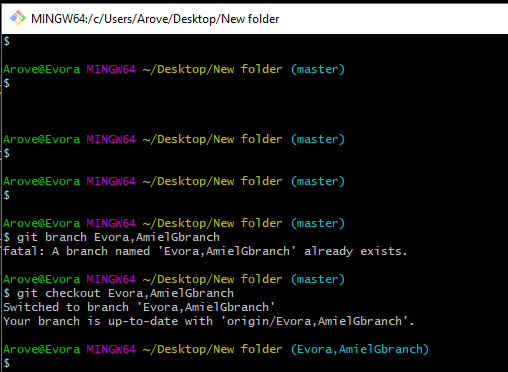 MINGW64:/c/Users/Arove/Desktop/New folder
$
Arove@Evora MINGW64 ~/Desktop/New folder (master)
$
Arove@Evora MINGW64 ~/Desktop/New folder (master)
$
Arove@Evora MINGW64 ~/Desktop/New folder (master)
$
Arove@Evora MINGW64 ~/Desktop/New folder (master)
$ git branch Evora,AmielGbranch
fatal: A branch named 'Evora,AmielGbranch' already exists.
Arove@Evora MINGW64 ~/Desktop/New folder (master)
$ git checkout Evora,AmielGbranch
Switched to branch 'Evora,AmielGbranch'
Your branch is up-to-date with 'origin/Evora,AmielGbranch'.
Arove@Evora MINGW64 ~/Desktop/New folder (Evora,AmielGbranch)
$